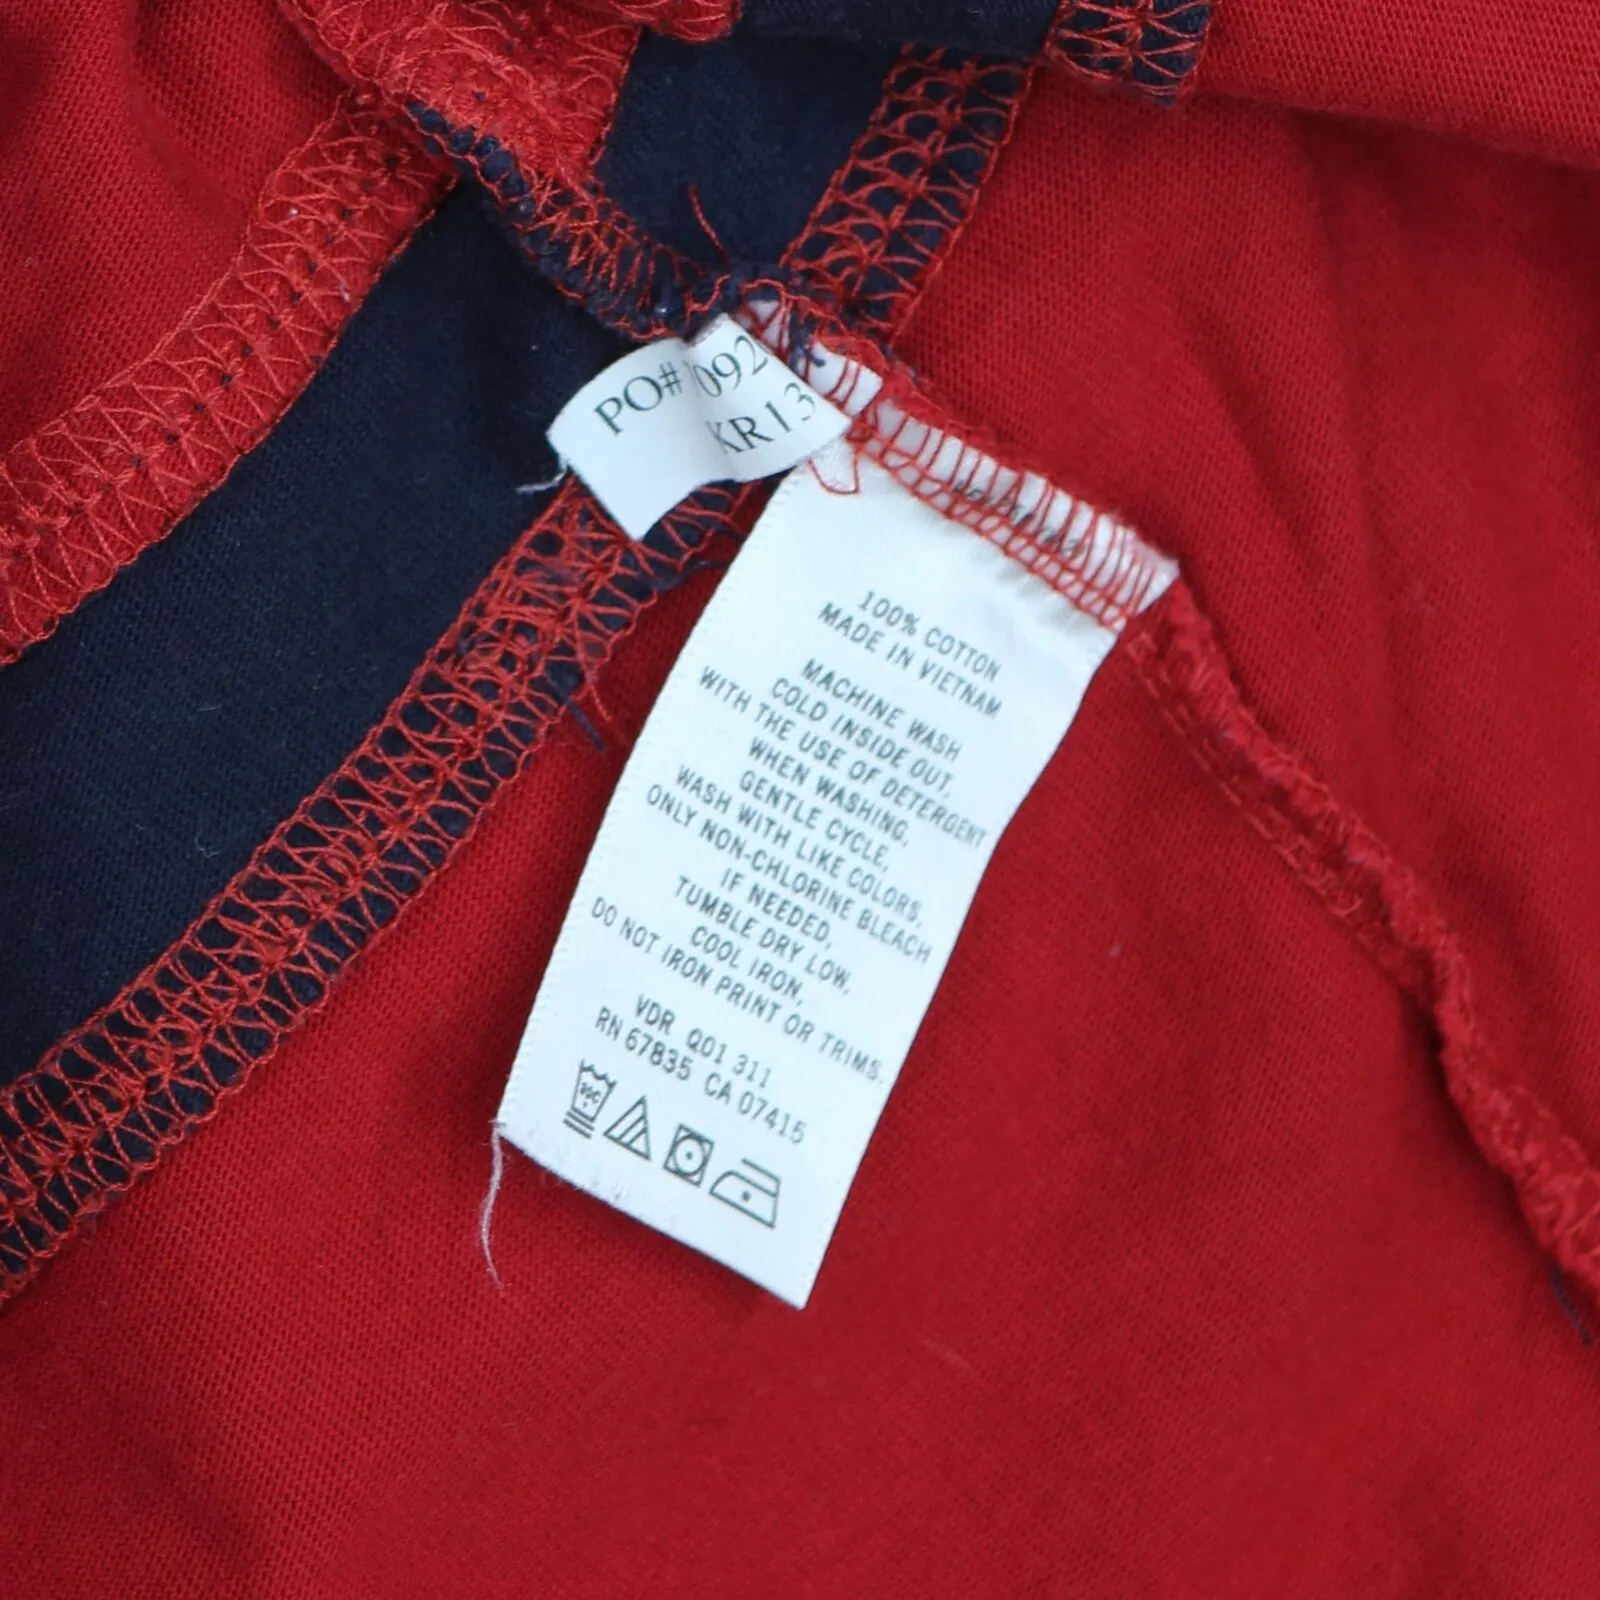 PO# 092
KR13
100% COTTON
MADE IN VIETNAM
MACHINE WASH
COLD INSIDE OUT,
WITH THE USE OF DETERGENT
WHEN WASHING,
GENTLE CYCLE,
WASH WITH LIKE COLORS,
ONLY NON-CHLORINE BLEACH
IF NEEDED,
TUMBLE DRY LOW,
COOL IRON,
DO NOT IRON PRINT OR TRIMS.
VDR Q01 311
RN 67835 CA 07415
30C